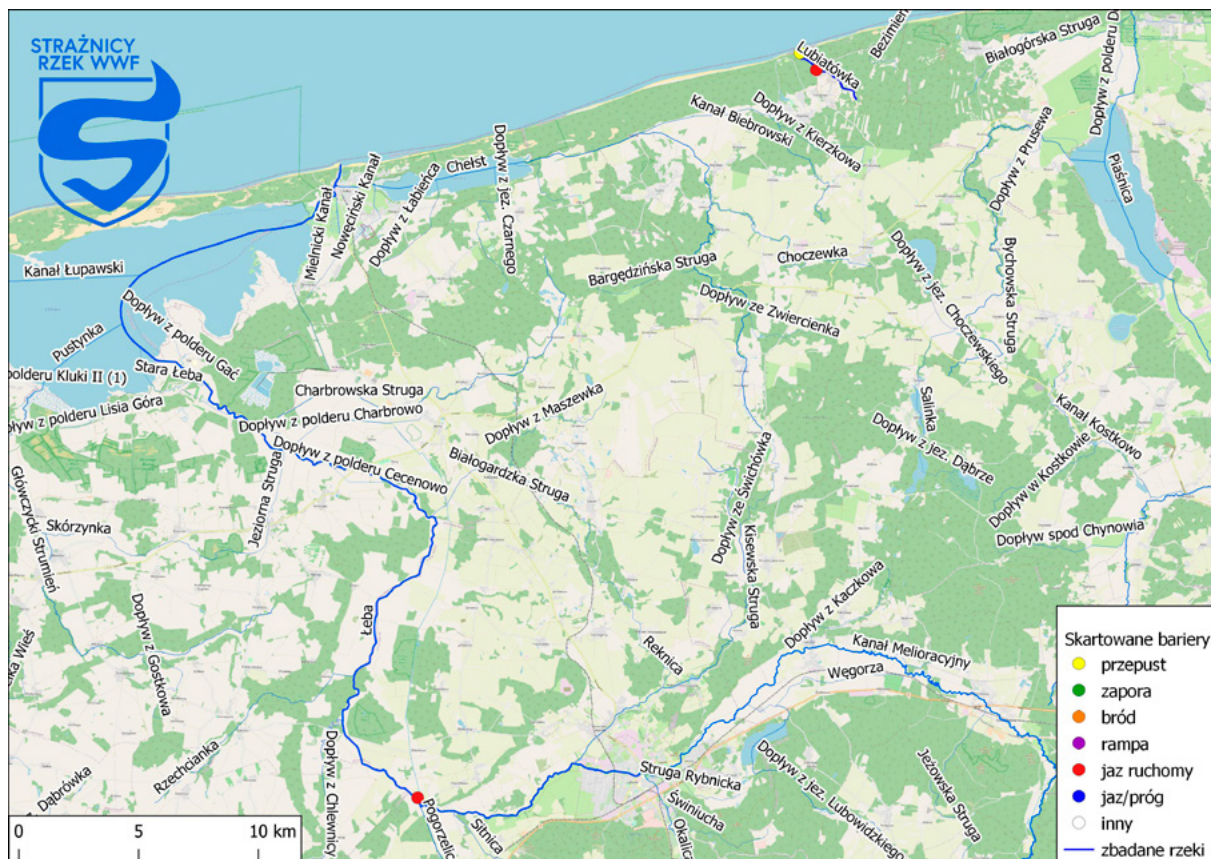 STRAŻNICY
RZEK WWF
Lubiatówka
Bezimien
Białogórska Struga
Dopływ z polderu D
Kanał Biebrowski
Dopływ z Kierzkowa
Dopływ z Prusewa
Piaśnica
Chełst
Dopływ z jez. Czarnego
Dopływ z Łabieńca
Nowęciński Kanał
Mielnicki Kanał
Kanał Łupawski
Bargędzińska Struga
Choczewka
Dopływ z jez. Choczewskiego
Bychowska Struga
Dopływ ze Zwiercienka
Dopływ z polderu Gać
Pustynka
Stara Łeba
polderu Kluki II (1)
pływ z polderu Lisia Góra
Charbrowska Struga
Dopływ z polderu Charbrowo
Dopływ z Maszewka
Dopływ z polderu Cecenowo
Białogardzka Struga
Salinka
Dopływ z jez. Dąbrze
Kanał Kostkowo
Dopływ w Kostkowie
Dopływ spod Chynowia
Dopływ ze Świchówka
Kisewska Struga
Główczycki Strumień
Skórzynka
Jeziorna Struga
Dopływ z Gostkowa
ka Wieś
Łeba
Reknica
Dopływ z Kaczkowa
Kanał Melioracyjny
Węgorza
Rzechcianka
Dąbrówka
Dopływ z Chlewnicy
Pogorzelic
Sitnica
Struga Rybnicka
Świniucha
Okalica
Dopływ z jez. Lubowidzkiego
Jeżowska Struga
0 5 10 km
Skartowane bariery
przepust
zapora
bród
rampa
jaz ruchomy
jaz/próg
inny
zbadane rzeki